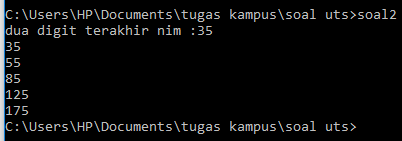 C:\Users\HP\Documents\tugas kampus\soal uts>soal2
dua digit terakhir nim :35
35
55
85
125
175
C:\Users\HP\Documents\tugas kampus\soal uts>